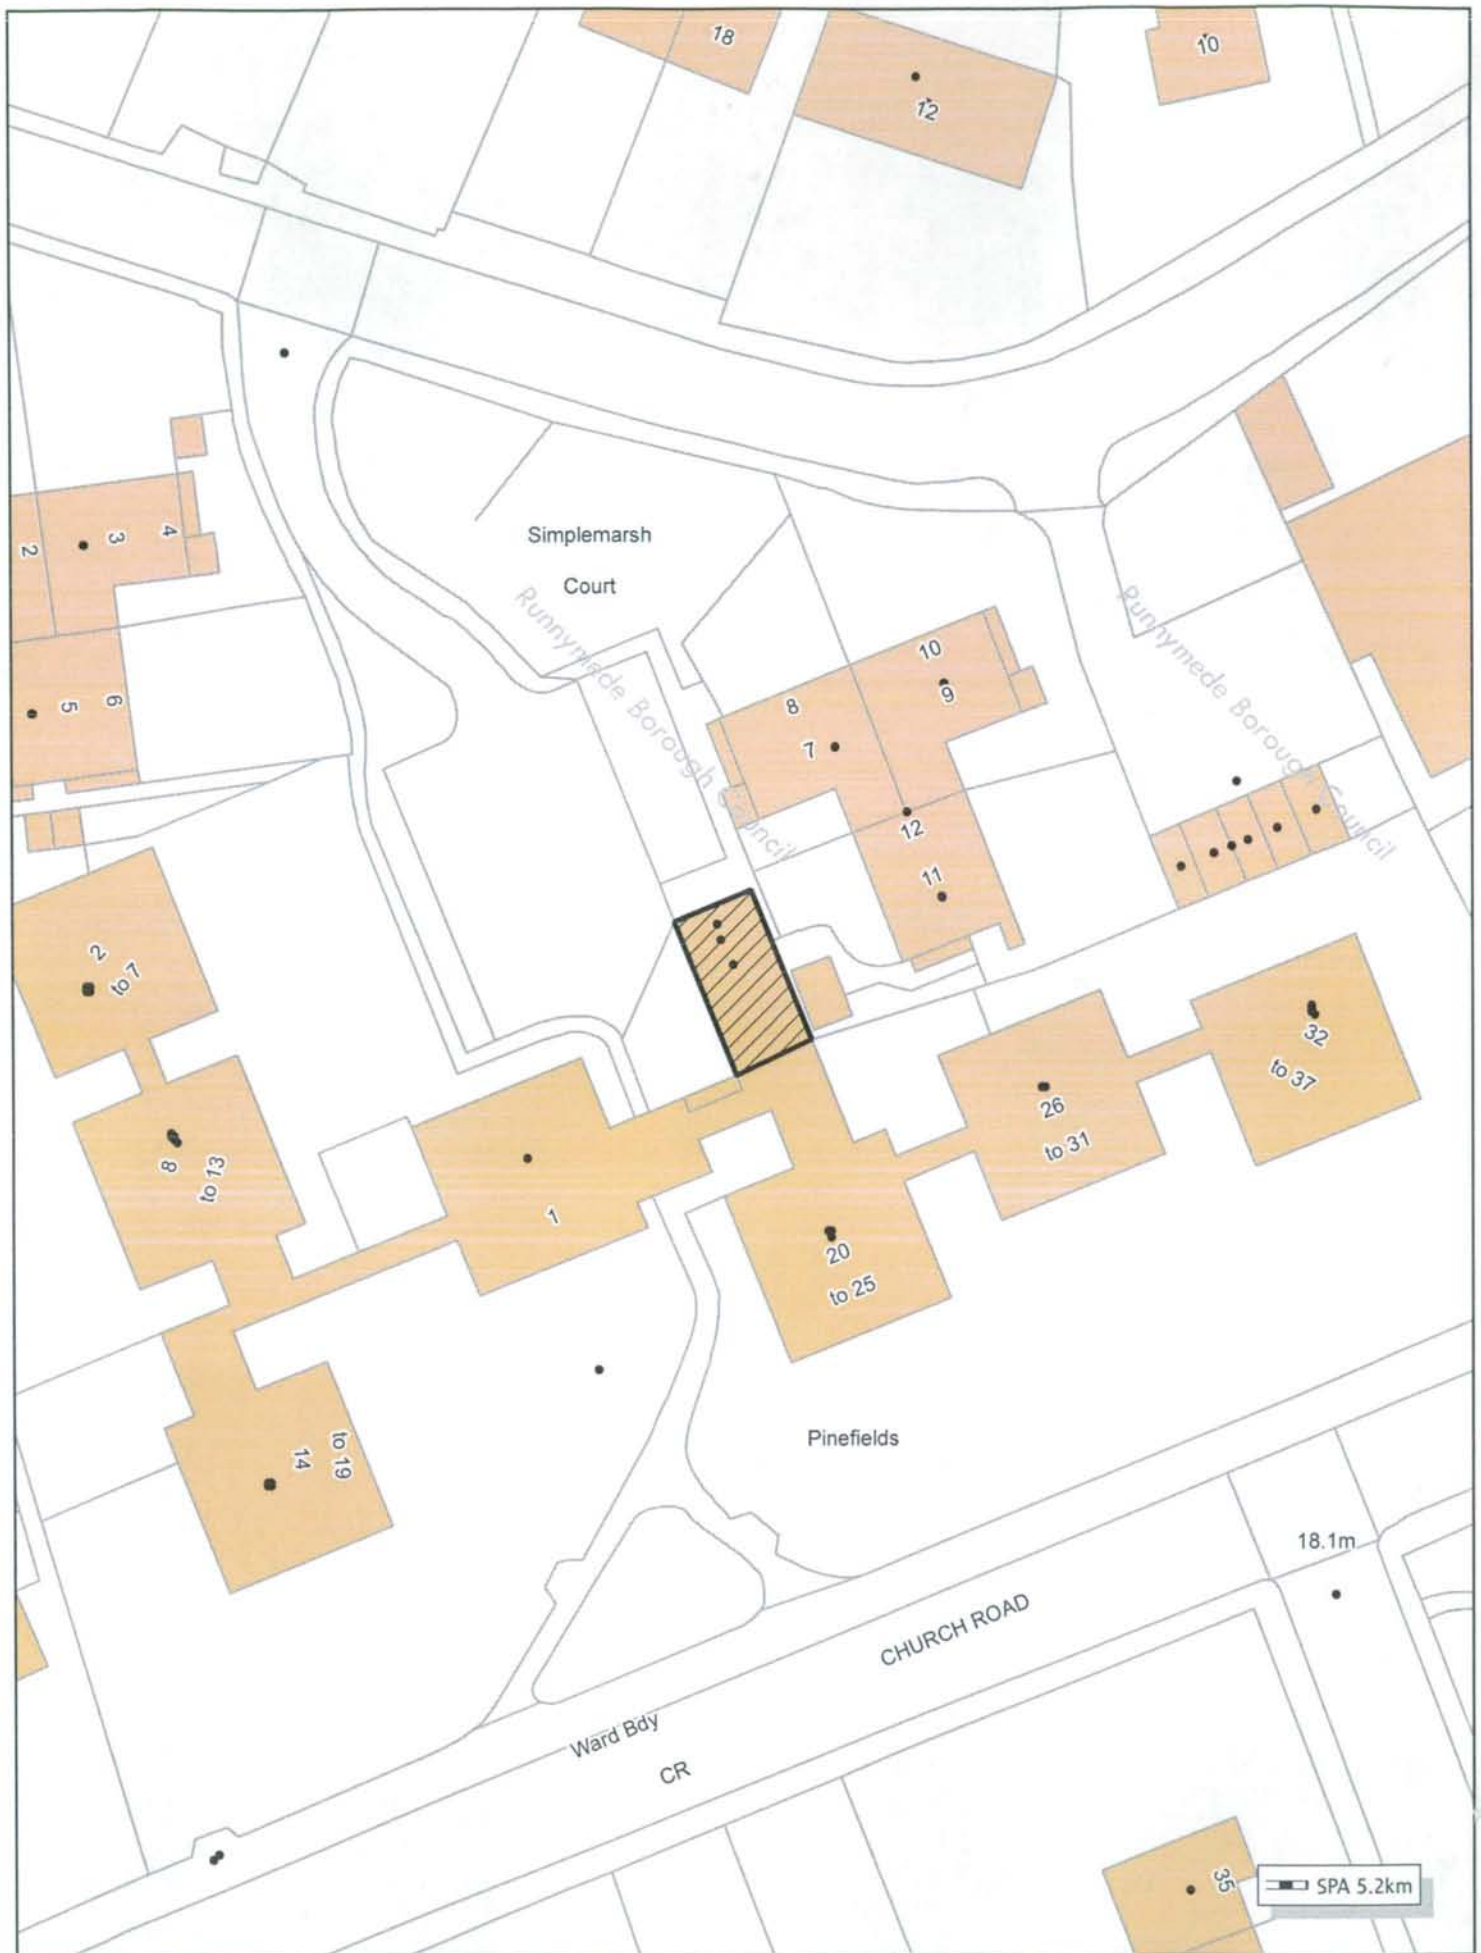 18
12
10
Simplemarsh
Court
Runnymede Borough Council
Runnymede Borough Council
2
3
4
5
6
10
9
8
7
12
11
2
to 7
8
to 13
1
26
to 31
32
to 37
20
to 25
14
to 19
Pinefields
18.1m
CHURCH ROAD
Ward Bdy
CR
35
SPA 5.2km